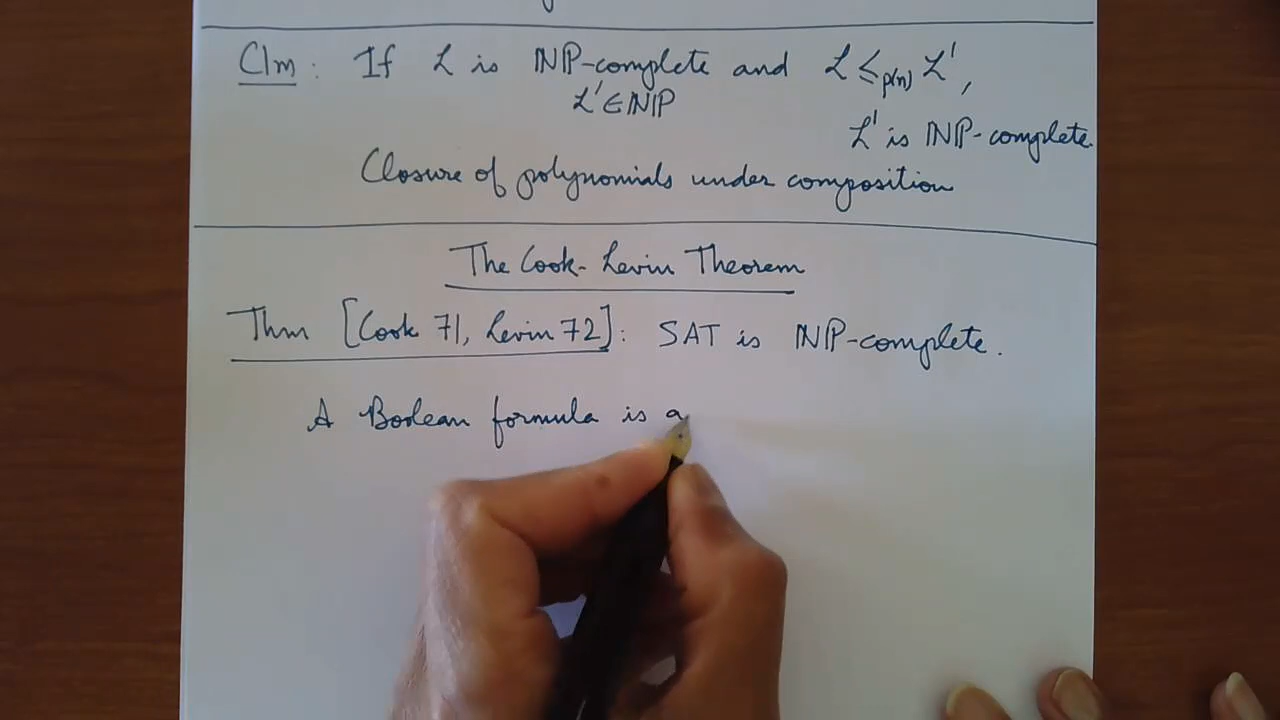 Clm: If L is NP-complete and L ≤p(n) L',
L' ∈ NP
L' is NP-complete.
Closure of polynomials under composition
The Cook-Levin Theorem
Thm [Cook 71, Levin 72]: SAT is NP-complete.
A Boolean formula is a